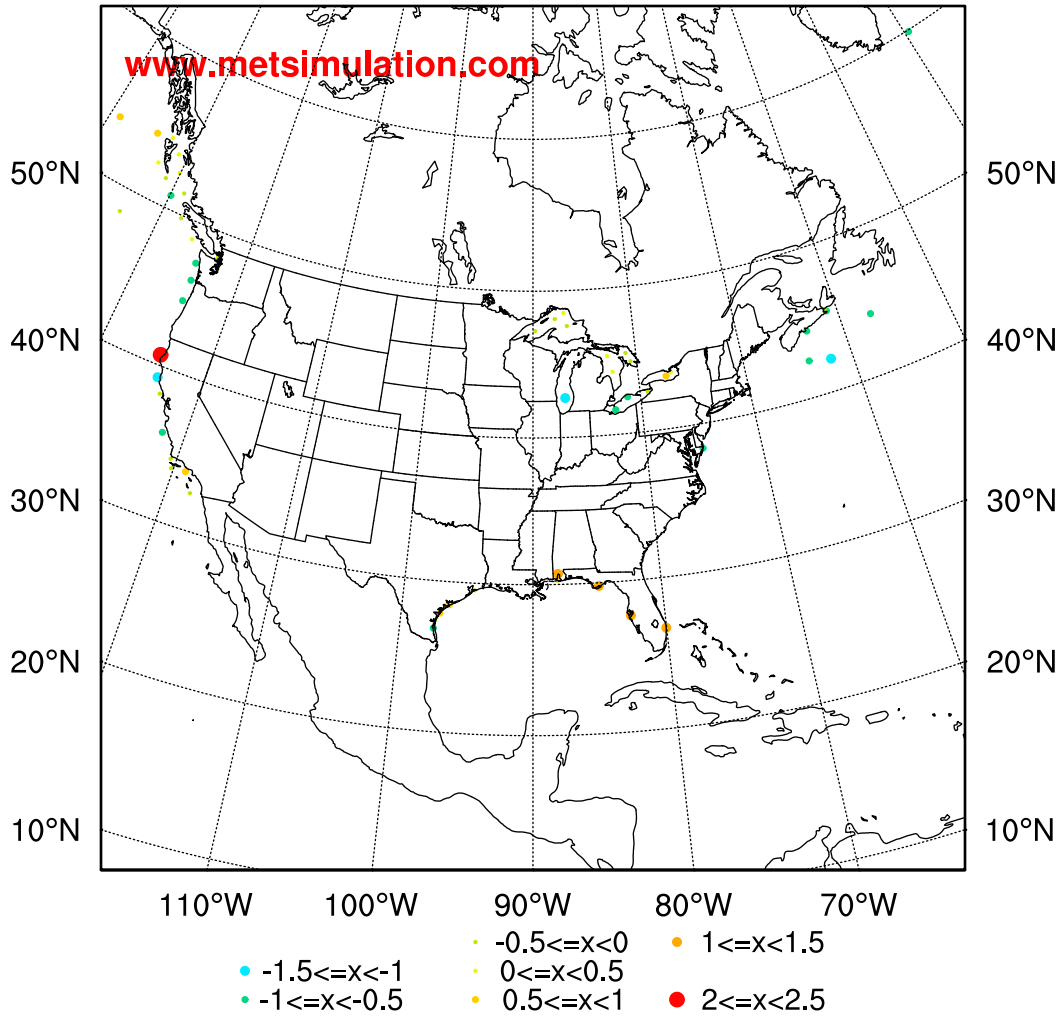 www.metsimulation.com
50°N 50°N
40°N 40°N
30°N 30°N
20°N 20°N
10°N 10°N
110°W 100°W 90°W 80°W 70°W
-0.5<=x<0 1<=x<1.5
-1.5<=x<-1 0<=x<0.5
-1<=x<-0.5 0.5<=x<1 2<=x<2.5